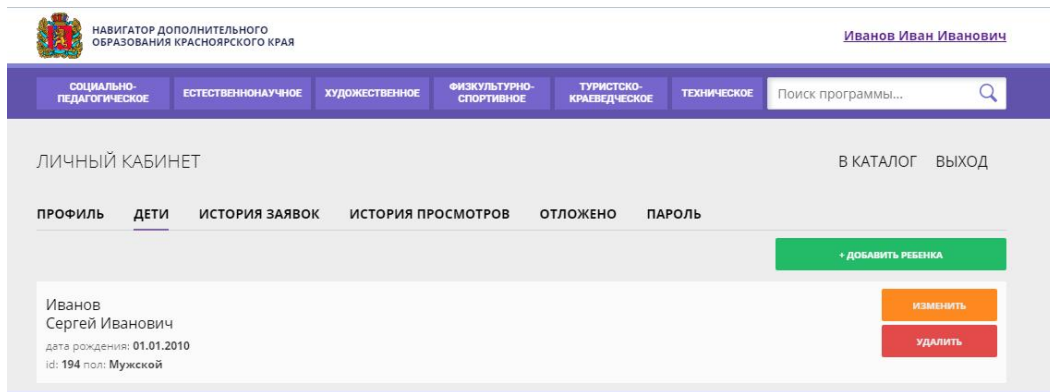 НАВИГАТОР ДОПОЛНИТЕЛЬНОГО
ОБРАЗОВАНИЯ КРАСНОЯРСКОГО КРАЯ
Иванов Иван Иванович
СОЦИАЛЬНО-
ПЕДАГОГИЧЕСКОЕ
ЕСТЕСТВЕННОНАУЧНОЕ
ХУДОЖЕСТВЕННОЕ
ФИЗКУЛЬТУРНО-
СПОРТИВНОЕ
ТУРИСТСКО-
КРАЕВЕДЧЕСКОЕ
ТЕХНИЧЕСКОЕ
Поиск программы...
ЛИЧНЫЙ КАБИНЕТ
В КАТАЛОГ ВЫХОД
ПРОФИЛЬ ДЕТИ ИСТОРИЯ ЗАЯВОК ИСТОРИЯ ПРОСМОТРОВ ОТЛОЖЕНО ПАРОЛЬ
+ ДОБАВИТЬ РЕБЕНКА
Иванов
Сергей Иванович
дата рождения: 01.01.2010
id: 194 пол: Мужской
ИЗМЕНИТЬ
УДАЛИТЬ